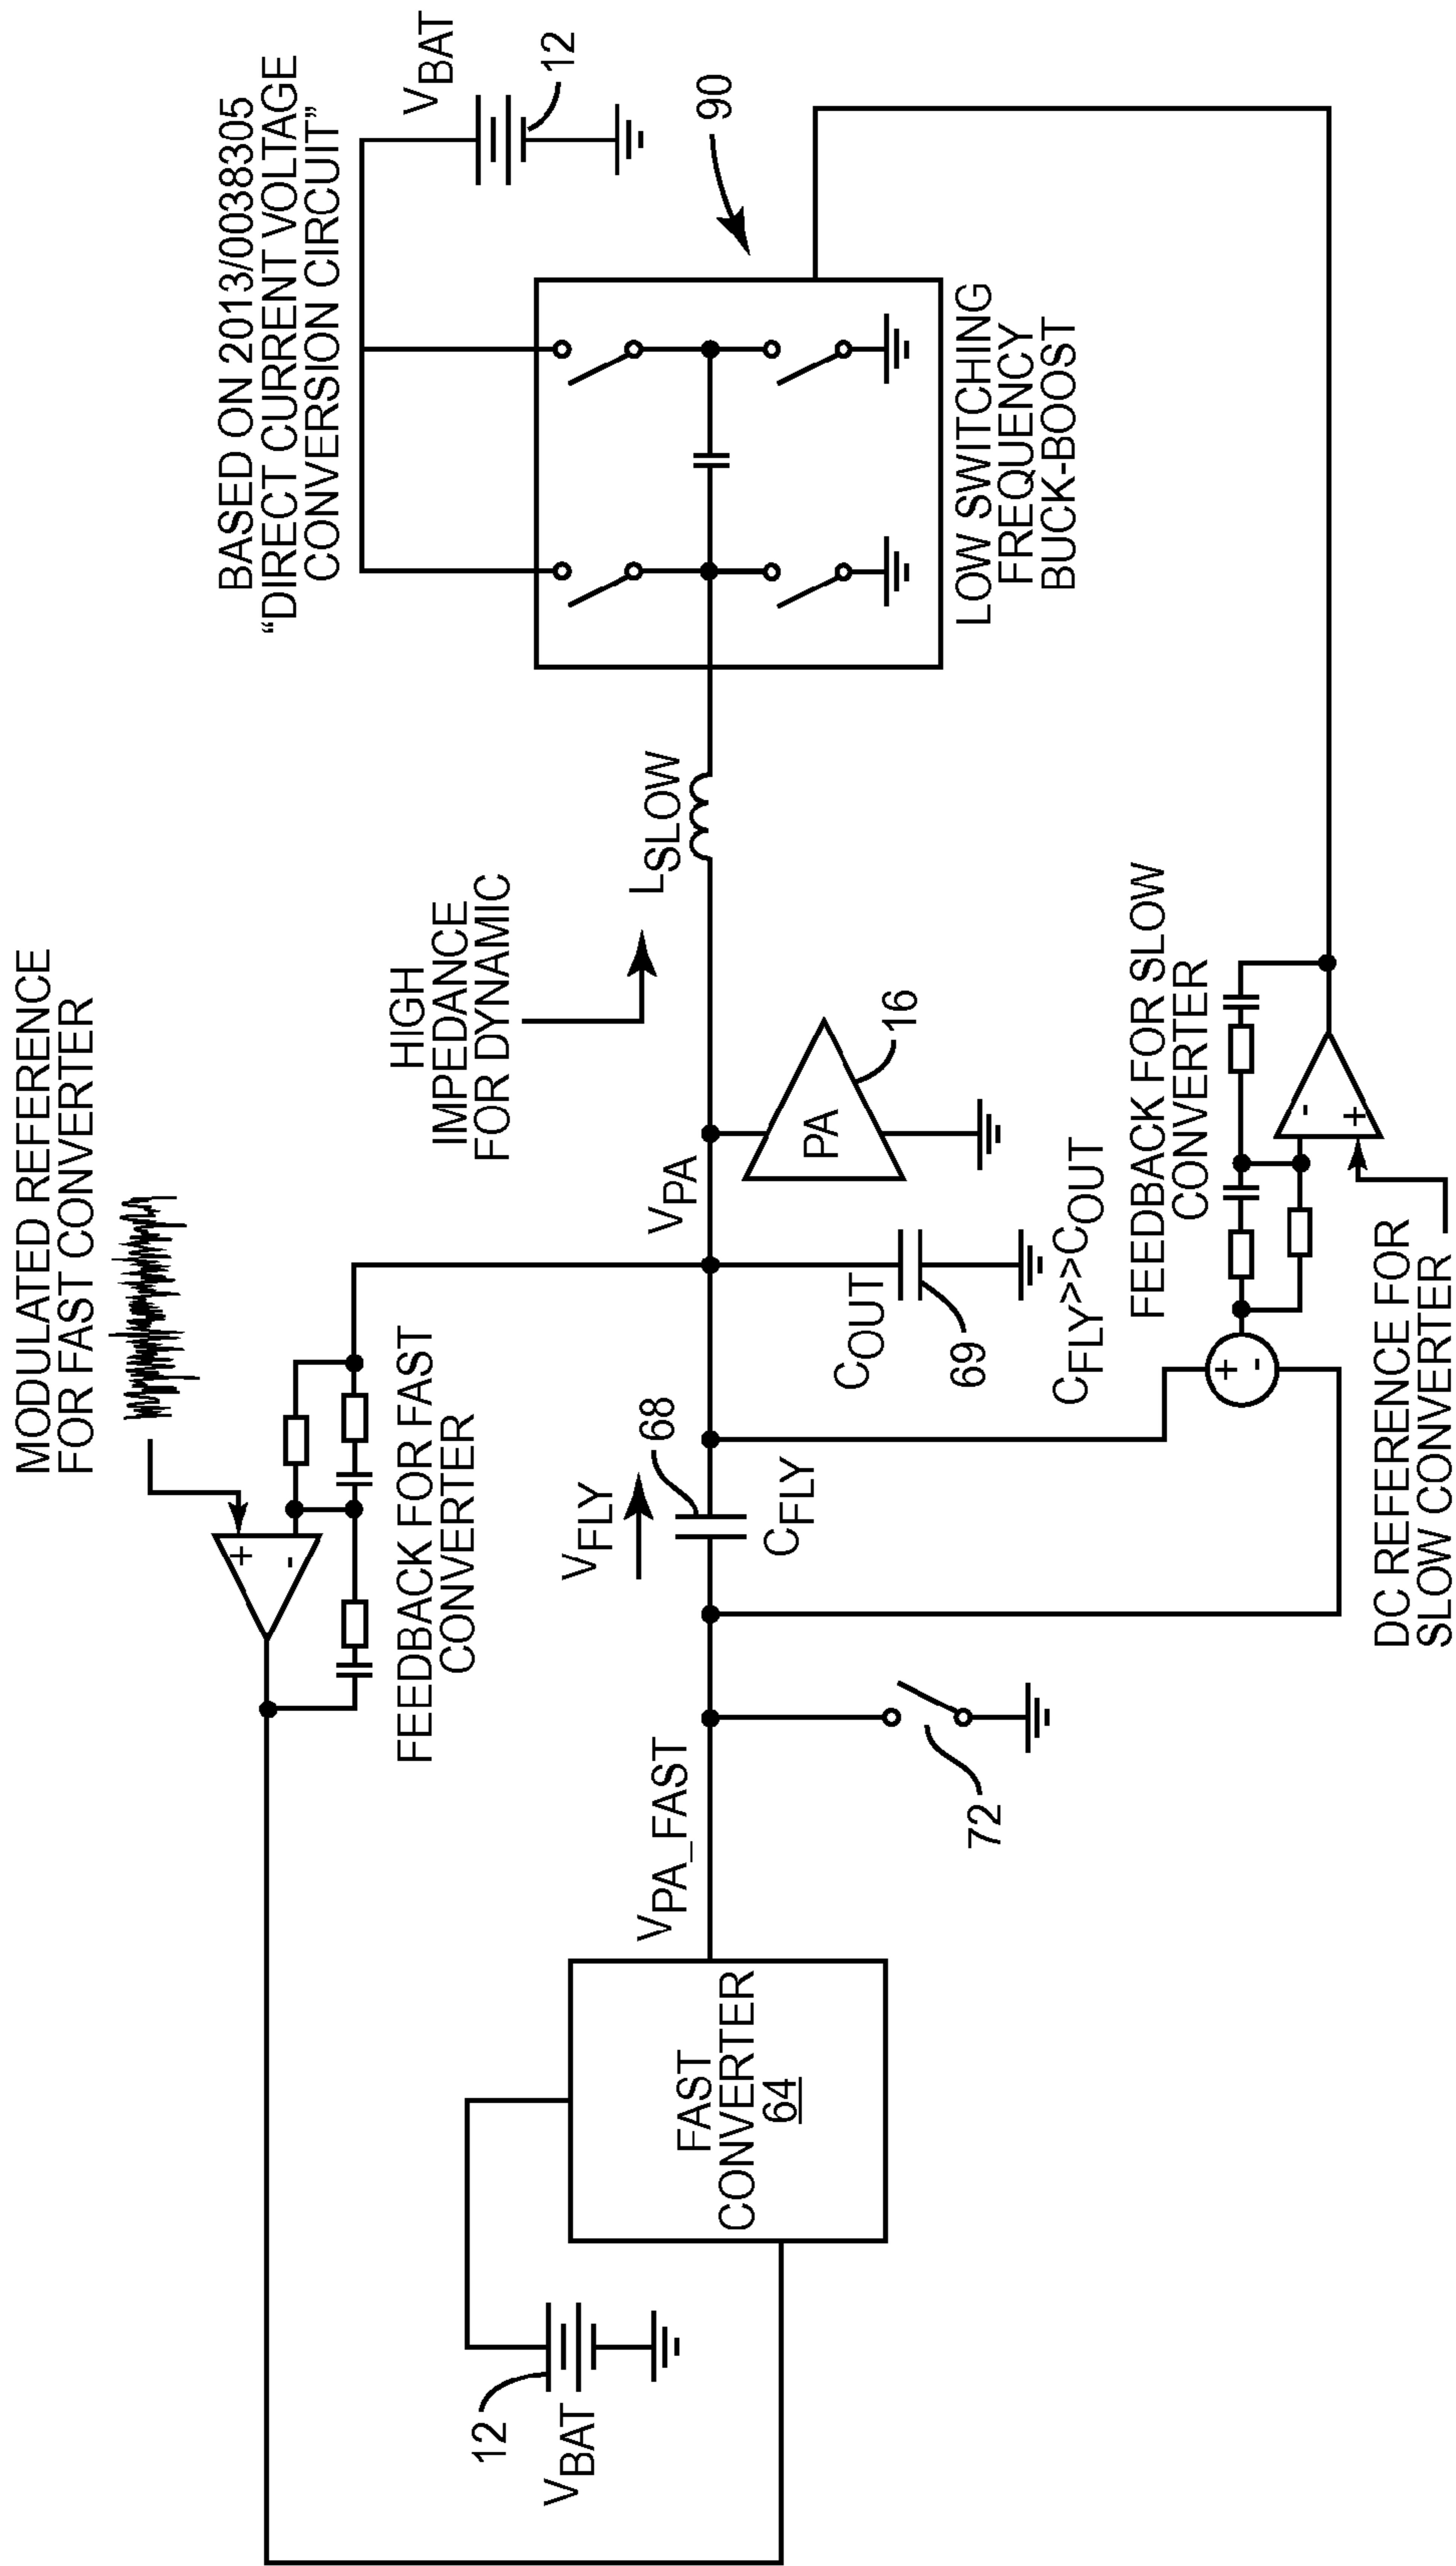 MODULATED REFERENCE
FOR FAST CONVERTER
+
-
FEEDBACK FOR FAST
CONVERTER
BASED ON 2013/0038305
“DIRECT CURRENT VOLTAGE
CONVERSION CIRCUIT”
VBAT
12
90
HIGH
IMPEDANCE
FOR DYNAMIC
LSLOW
LOW SWITCHING
FREQUENCY
BUCK-BOOST
12
VBAT
FAST
CONVERTER
64
VPA_FAST
72
VFLY
68
CFLY
VPA
COUT
69
PA
16
CFLY>>COUT
FEEDBACK FOR SLOW
CONVERTER
+
-
-
+
DC REFERENCE FOR
SLOW CONVERTER